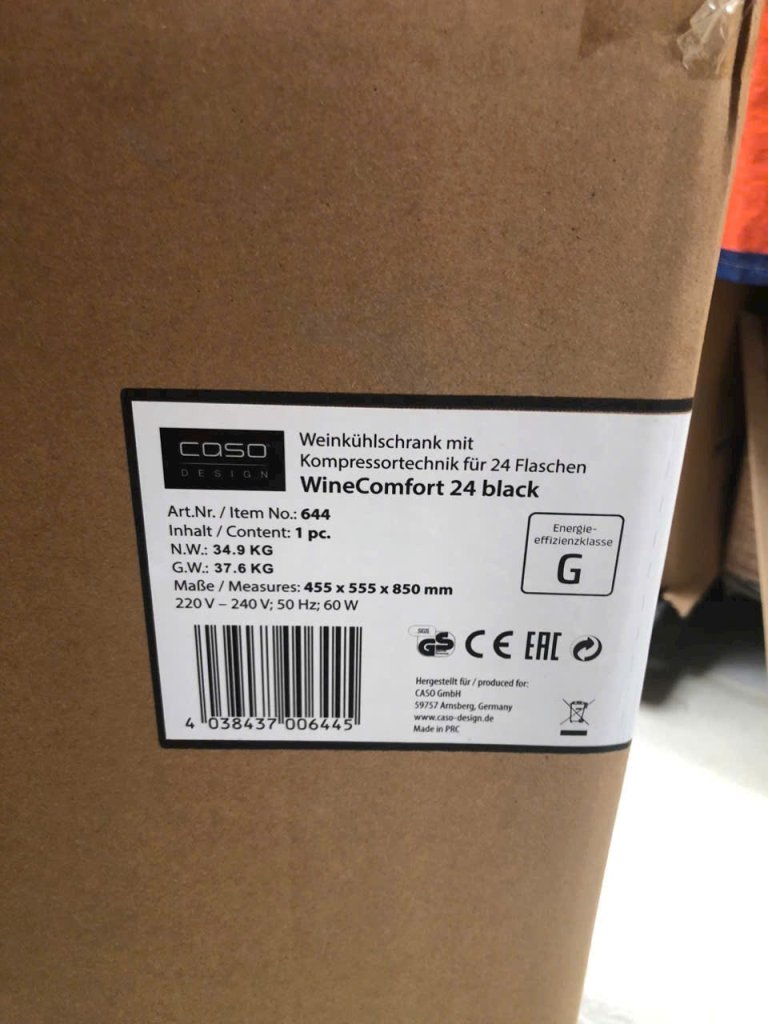 caso
DESIGN
Weinkühlschrank mit
Kompressortechnik für 24 Flaschen
WineComfort 24 black
Art.Nr. / Item No.: 644
Inhalt / Content: 1 pc.
N.W.: 34.9 KG
G.W.: 37.6 KG
Maße / Measures: 455 x 555 x 850 mm
220 V – 240 V; 50 Hz; 60 W
Energie-
effizienzklasse
G
4 038437 006445
SGS
GS
CE
EAC
Hergestellt für / produced for:
CASO GmbH
59757 Arnsberg, Germany
www.caso-design.de
Made in PRC